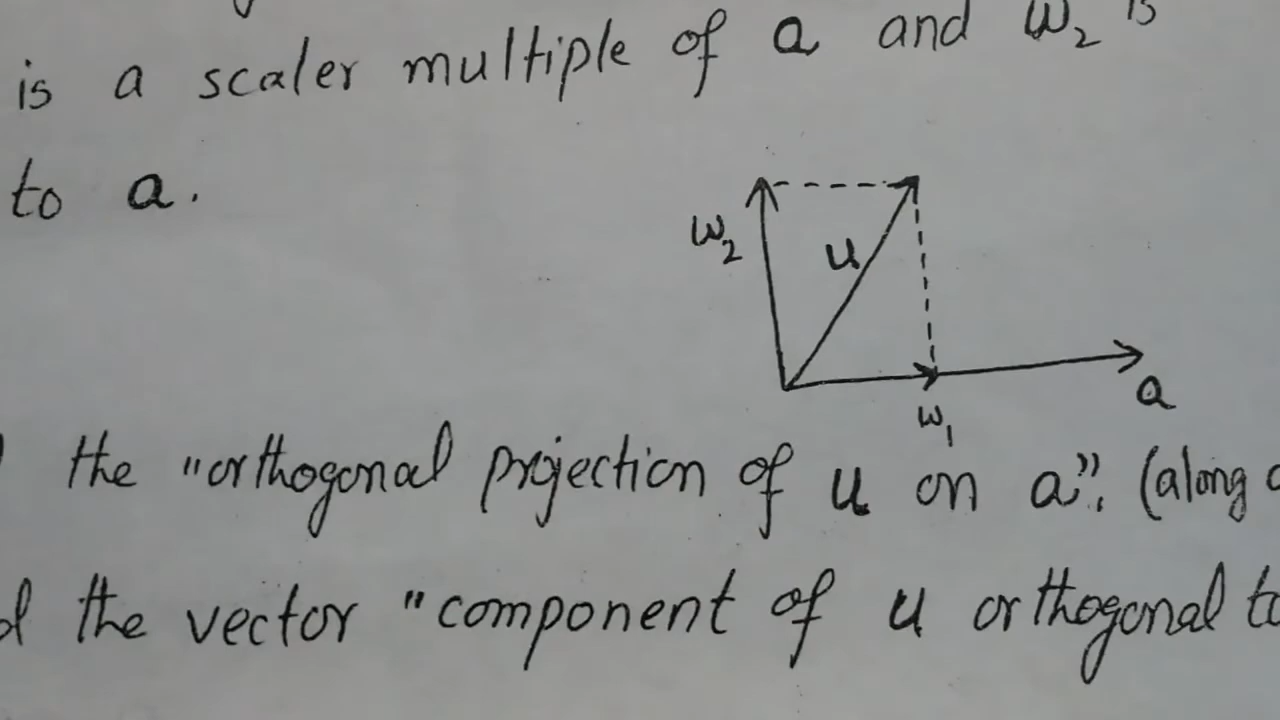 is a scaler multiple of a and w₂ is
to a.
w₂
u
a
w₁
the "orthogonal projection of u on a". (along
the vector "component of u orthogonal to